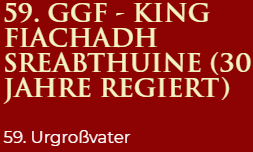 59. GGF - KING
FIACHADH
SREABTHUINE (30
JAHRE REGIERT)
59. Urgroßvater